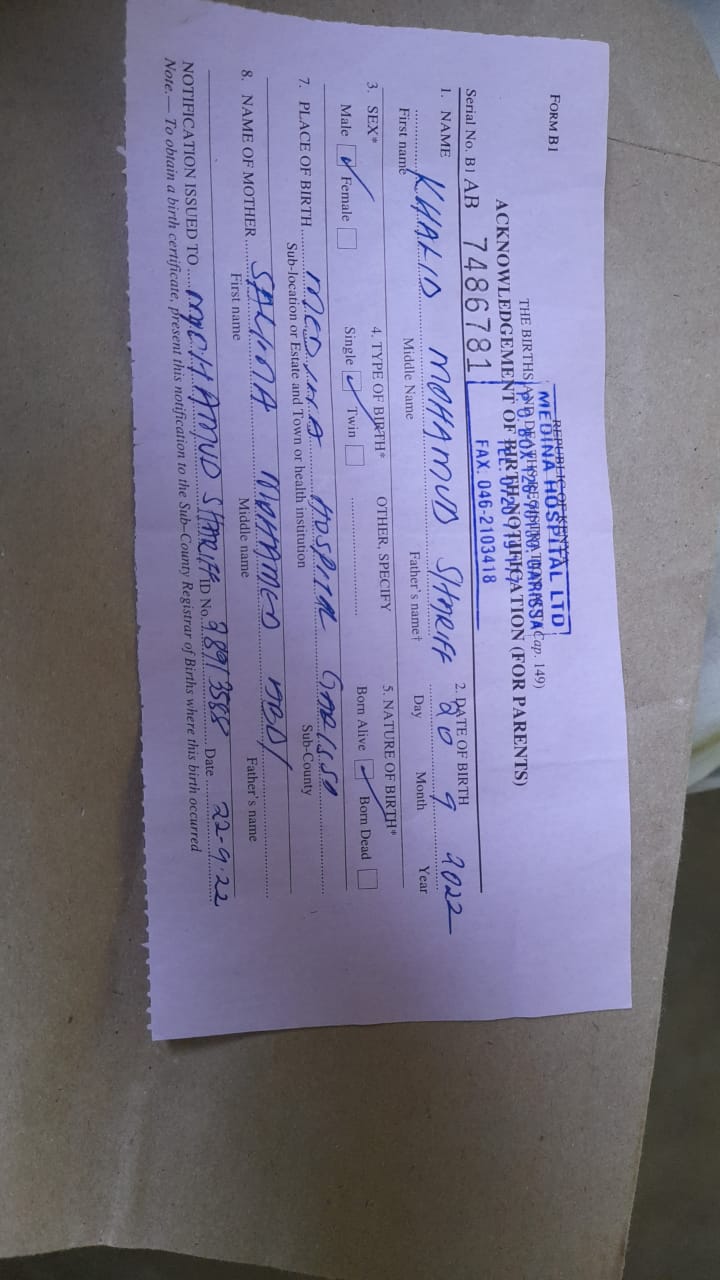 FORM B1
REPUBLIC OF KENYA
MEDINA HOSPITAL LTD
THE BIRTHS AND DEATHS REGISTRATION ACT (Cap. 149)
P.O BOX GARISSA
ACKNOWLEDGEMENT OF BIRTH NOTIFICATION (FOR PARENTS)
TEL:
FAX. 046-2103418
Serial No. B1 AB 7486781
1. NAME
2. DATE OF BIRTH
KHALID MOHAMUD SHARIFF 20 9 2022
First name Middle Name Father's name† Day Month Year
3. SEX* 4. TYPE OF BIRTH* OTHER, SPECIFY 5. NATURE OF BIRTH*
Male ✓ Female Single ✓ Twin Born Alive ✓ Born Dead
7. PLACE OF BIRTH MEDINA HOSPITAL GARISSA
Sub-location or Estate and Town or health institution Sub-County
8. NAME OF MOTHER MOHAMED ABDI
First name Middle name Father's name
NOTIFICATION ISSUED TO MOHAMUD SHARIFF ID No. Date 22-9-22
Note.— To obtain a birth certificate, present this notification to the Sub-County Registrar of Births where this birth occurred